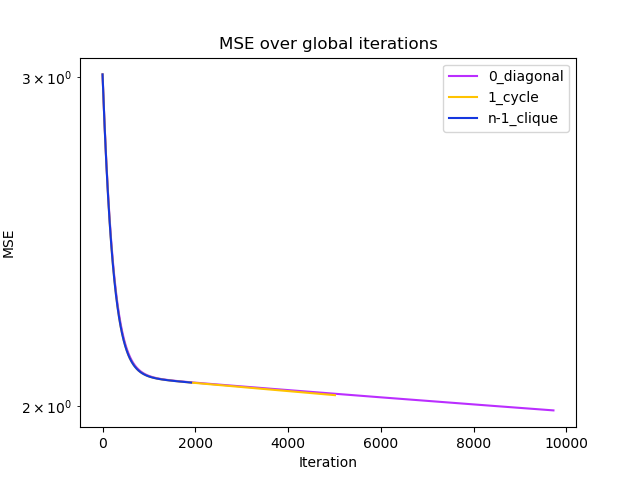 MSE over global iterations
0_diagonal
1_cycle
n-1_clique
3 × 10⁰
2 × 10⁰
MSE
0 2000 4000 6000 8000 10000
Iteration